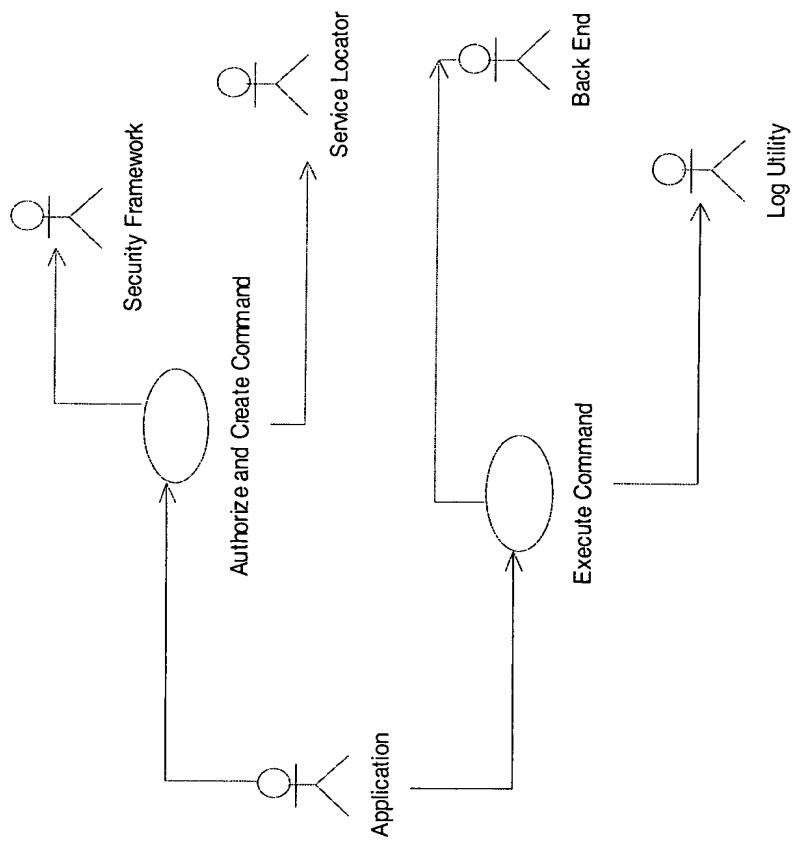 Security Framework
Service Locator
Authorize and Create Command
Application
Back End
Execute Command
Log Utility